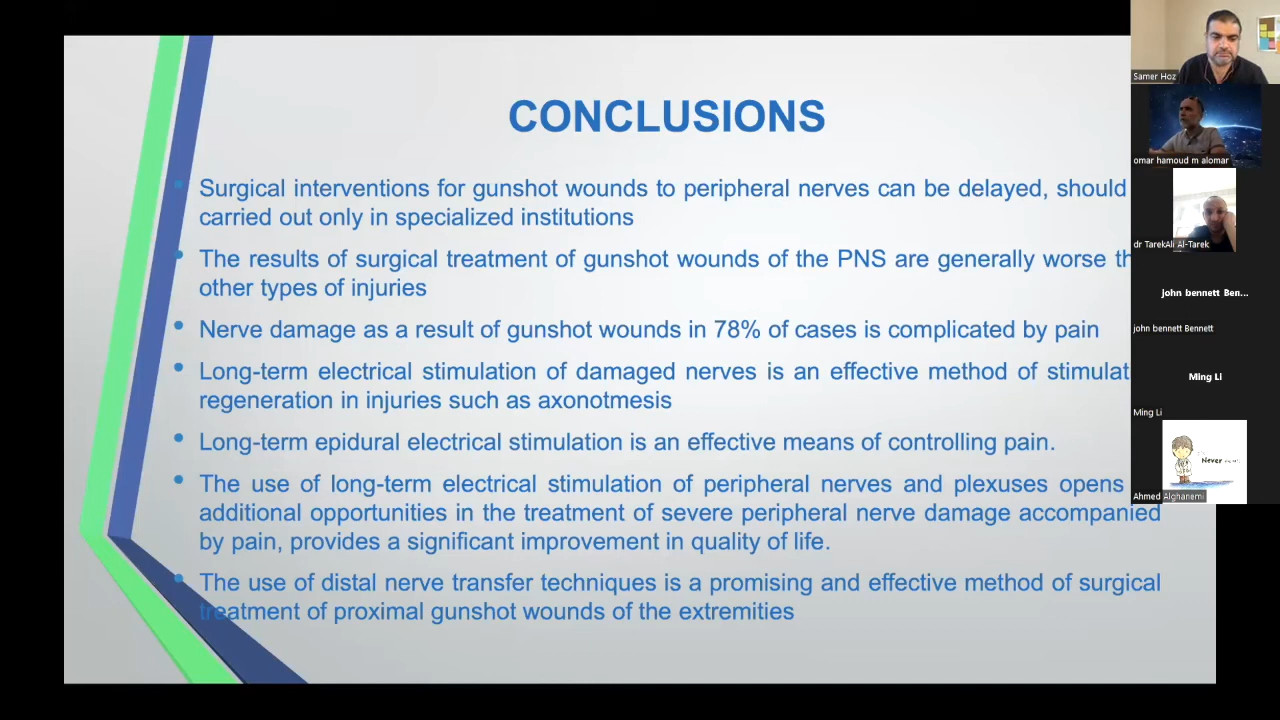 CONCLUSIONS
Surgical interventions for gunshot wounds to peripheral nerves can be delayed, should
carried out only in specialized institutions
The results of surgical treatment of gunshot wounds of the PNS are generally worse th
other types of injuries
Nerve damage as a result of gunshot wounds in 78% of cases is complicated by pain
Long-term electrical stimulation of damaged nerves is an effective method of stimulat
regeneration in injuries such as axonotmesis
Long-term epidural electrical stimulation is an effective means of controlling pain.
The use of long-term electrical stimulation of peripheral nerves and plexuses opens
additional opportunities in the treatment of severe peripheral nerve damage accompanied
by pain, provides a significant improvement in quality of life.
The use of distal nerve transfer techniques is a promising and effective method of surgical
treatment of proximal gunshot wounds of the extremities
Samer Hoz
omar hamoud m alomar
dr TarekAli Al-Tarek
john bennett Ben...
john bennett Bennett
Ming Li
Ming Li
Never
Ahmed Alghanemi